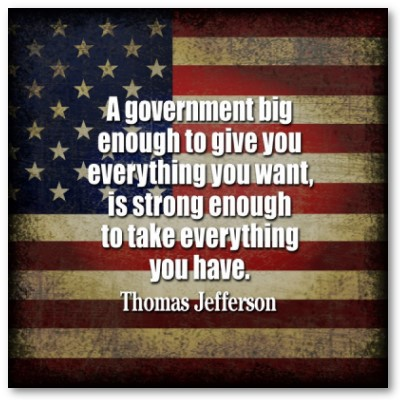 A government big
enough to give you
everything you want,
is strong enough
to take everything
you have.
Thomas Jefferson